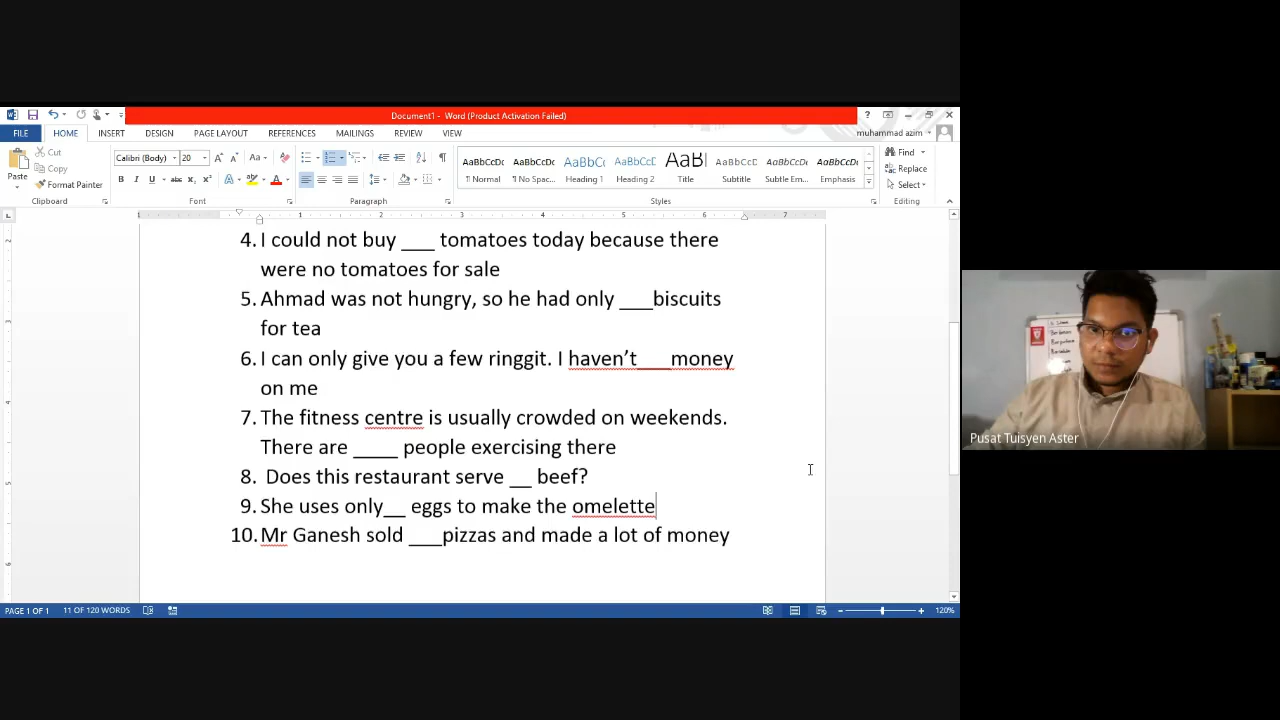 Document1 - Word (Product Activation Failed)
FILE HOME INSERT DESIGN PAGE LAYOUT REFERENCES MAILINGS REVIEW VIEW
muhammad azim
Paste
Cut
Copy
Format Painter
Clipboard
Calibri (Body) 20
Font
Paragraph
AaBbCcDc AaBbCcDc AaBbCc AaBbCcC AaBl AaBbCcC AaBbCcDc AaBbCcDc
¶ Normal ¶ No Spac... Heading 1 Heading 2 Title Subtitle Subtle Em... Emphasis
Styles
Find
Replace
Select
Editing
4. I could not buy ___ tomatoes today because there
were no tomatoes for sale
5. Ahmad was not hungry, so he had only ___biscuits
for tea
6. I can only give you a few ringgit. I haven’t___money
on me
7. The fitness centre is usually crowded on weekends.
There are ____ people exercising there
8. Does this restaurant serve __ beef?
9. She uses only__ eggs to make the omelette
10. Mr Ganesh sold ___pizzas and made a lot of money
PAGE 1 OF 1 11 OF 120 WORDS
120%
Pusat Tuisyen Aster